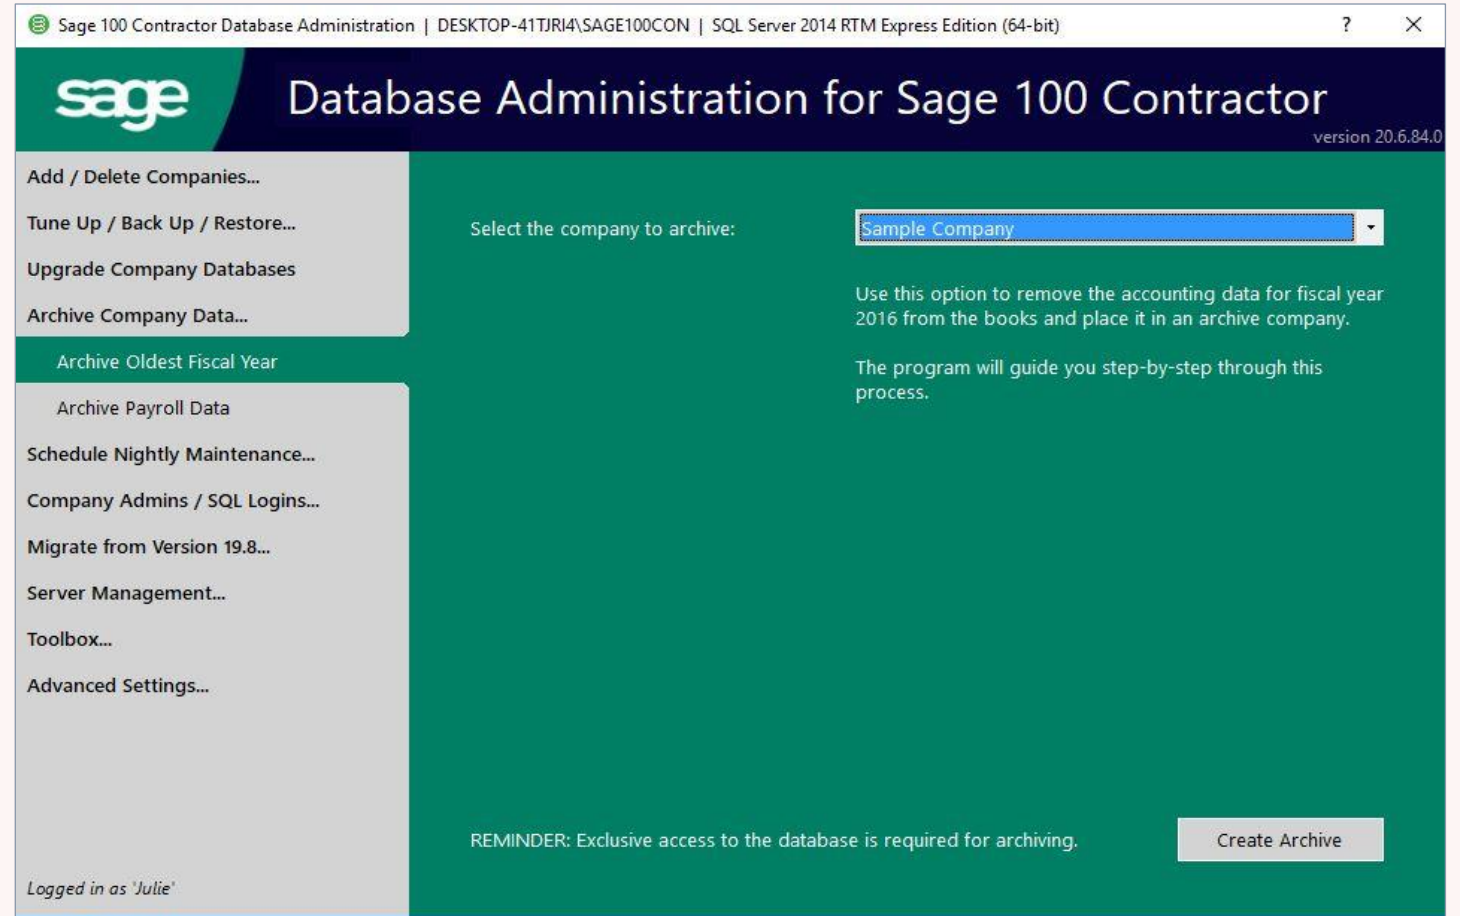 Sage 100 Contractor Database Administration | DESKTOP-41TJRI4\SAGE100CON | SQL Server 2014 RTM Express Edition (64-bit) ?
sage
Database Administration for Sage 100 Contractor
version 20.6.84.0
Add / Delete Companies...
Tune Up / Back Up / Restore...
Upgrade Company Databases
Archive Company Data...
Archive Oldest Fiscal Year
Archive Payroll Data
Schedule Nightly Maintenance...
Company Admins / SQL Logins...
Migrate from Version 19.8...
Server Management...
Toolbox...
Advanced Settings...
Logged in as 'Julie'
Select the company to archive:
Sample Company
Use this option to remove the accounting data for fiscal year
2016 from the books and place it in an archive company.
The program will guide you step-by-step through this
process.
REMINDER: Exclusive access to the database is required for archiving.
Create Archive